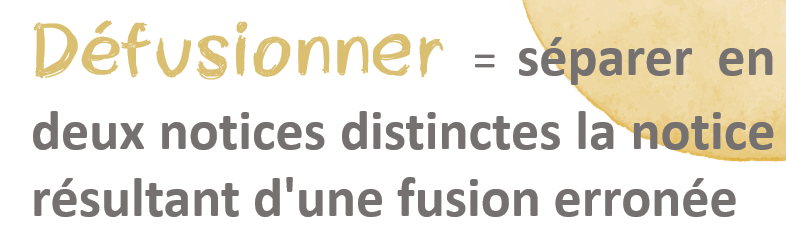 Défusionner = séparer en
deux notices distinctes la notice
résultant d'une fusion erronée